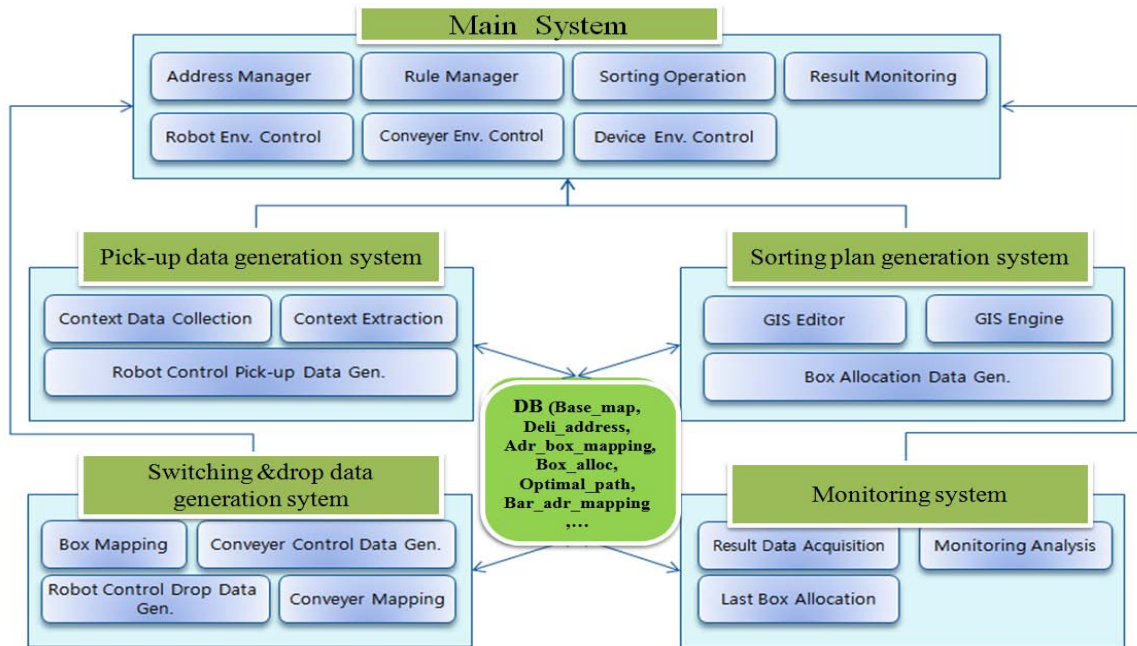 Main System
Address Manager
Rule Manager
Sorting Operation
Result Monitoring
Robot Env. Control
Conveyer Env. Control
Device Env. Control
Pick-up data generation system
Context Data Collection
Context Extraction
Robot Control Pick-up Data Gen.
Sorting plan generation system
GIS Editor
GIS Engine
Box Allocation Data Gen.
DB (Base_map,
Deli_address,
Adr_box_mapping,
Box_alloc,
Optimal_path,
Bar_adr_mapping
,...
Switching &drop data
generation sytem
Box Mapping
Conveyer Control Data Gen.
Robot Control Drop Data
Gen.
Conveyer Mapping
Monitoring system
Result Data Acquisition
Monitoring Analysis
Last Box Allocation